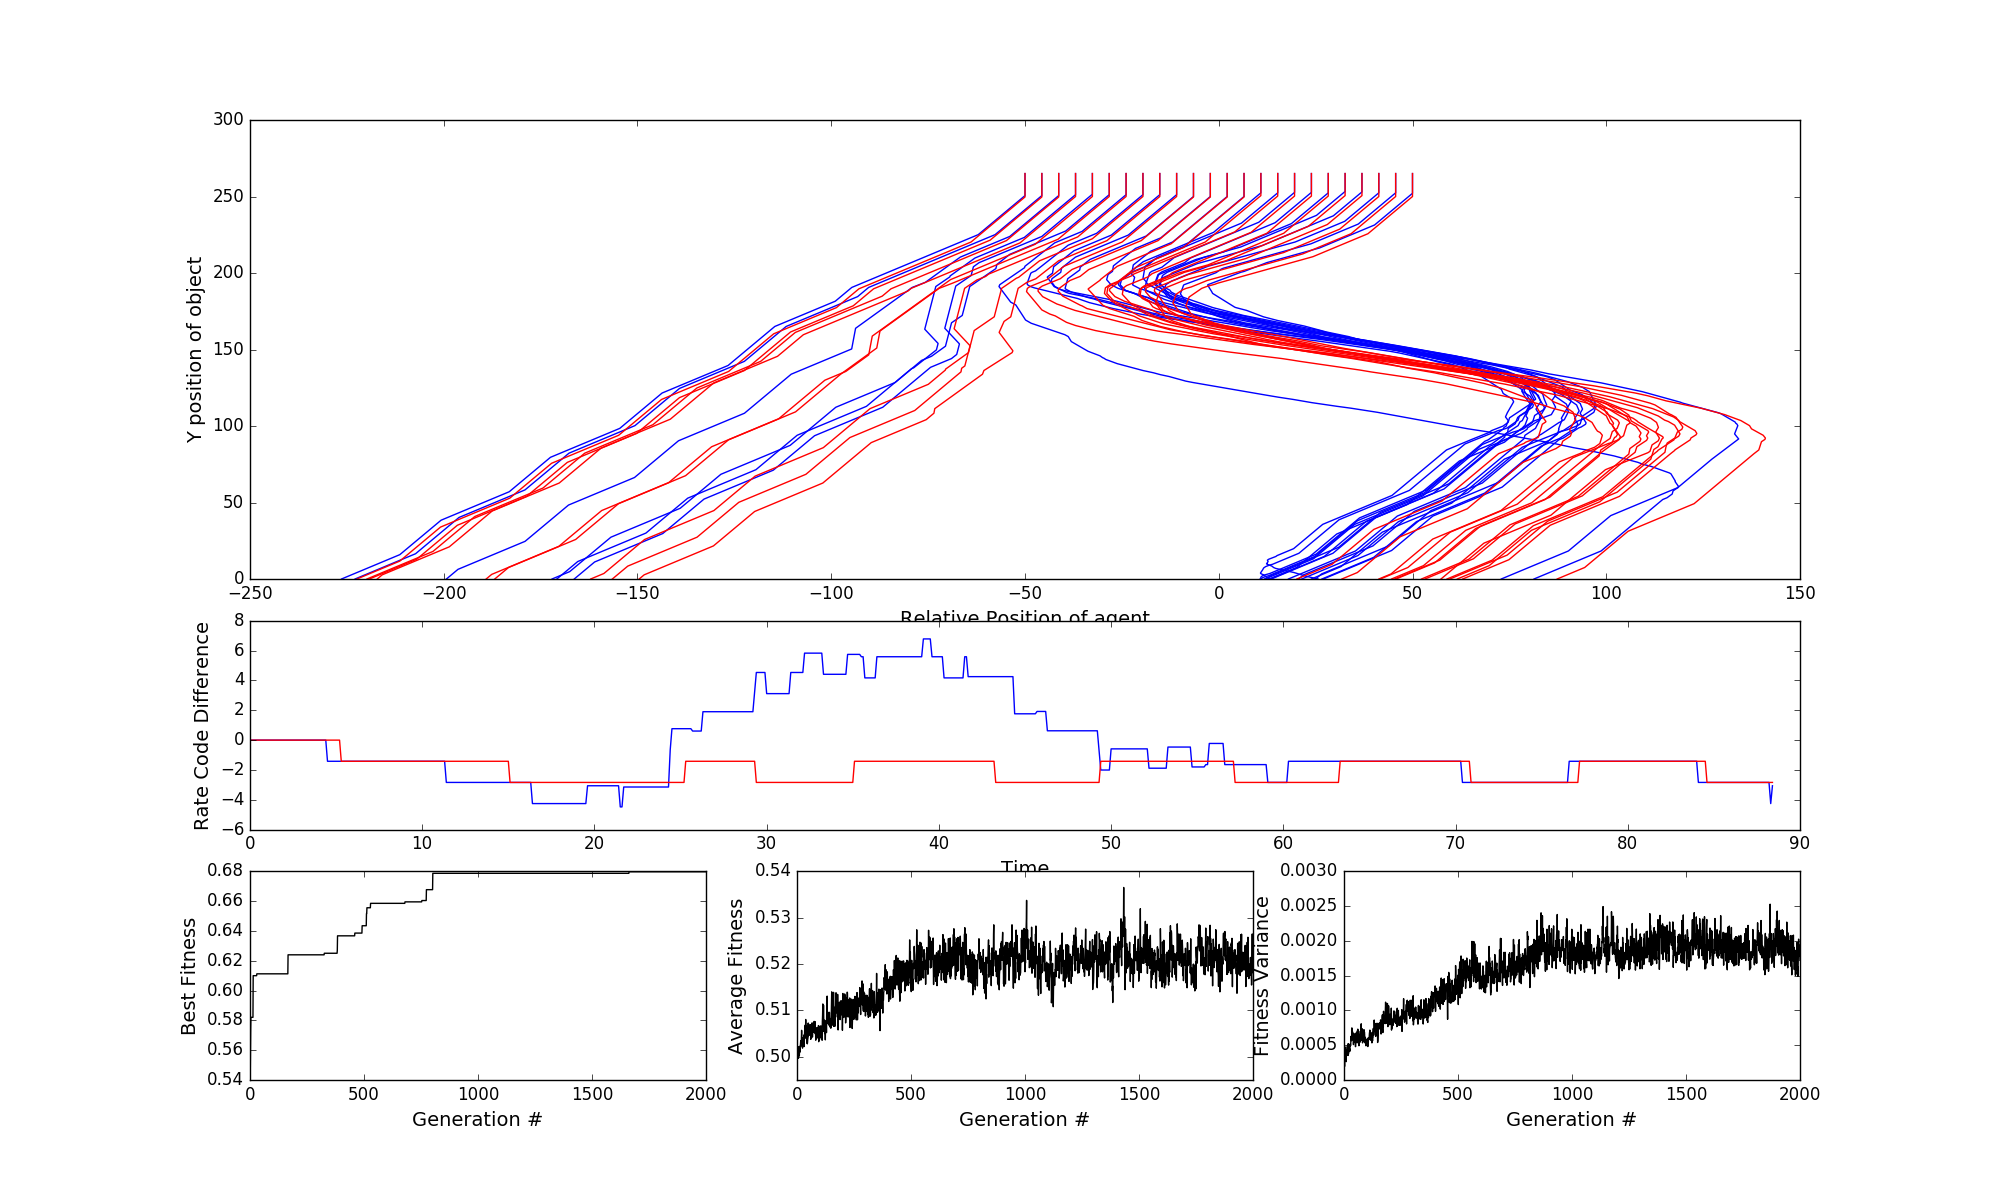 300
250
200
150
100
50
0
Y position of object
−250 −200 −150 −100 −50 0 50 100 150
Relative Position of agent
8
6
4
2
0
−2
−4
−6
Rate Code Difference
0 10 20 30 40 50 60 70 80 90
Time
0.68
0.66
0.64
0.62
0.60
0.58
0.56
0.54
Best Fitness
0 500 1000 1500 2000
Generation #
0.54
0.53
0.52
0.51
0.50
Average Fitness
0 500 1000 1500 2000
Generation #
0.0030
0.0025
0.0020
0.0015
0.0010
0.0005
0.0000
Fitness Variance
0 500 1000 1500 2000
Generation #